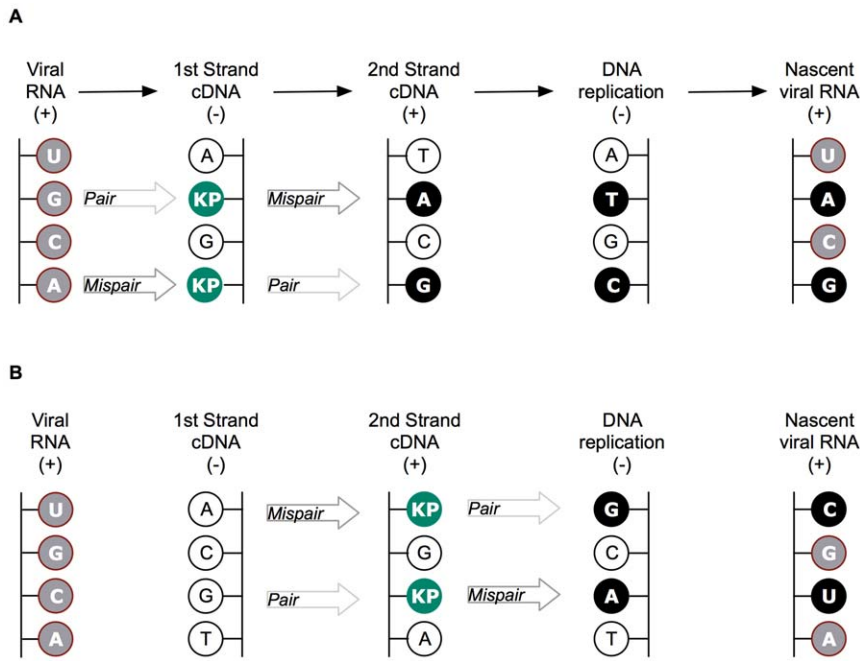 A
Viral 1st Strand 2nd Strand DNA Nascent
RNA cDNA cDNA replication viral RNA
(+) (-) (+) (-) (+)
U A T A U
G Pair KP Mispair A T A
C G C G C
A Mispair KP Pair G C G
B
Viral 1st Strand 2nd Strand DNA Nascent
RNA cDNA cDNA replication viral RNA
(+) (-) (+) (-) (+)
U A Mispair KP Pair G C
G C G C G
C G Pair KP Mispair A U
A T A T A